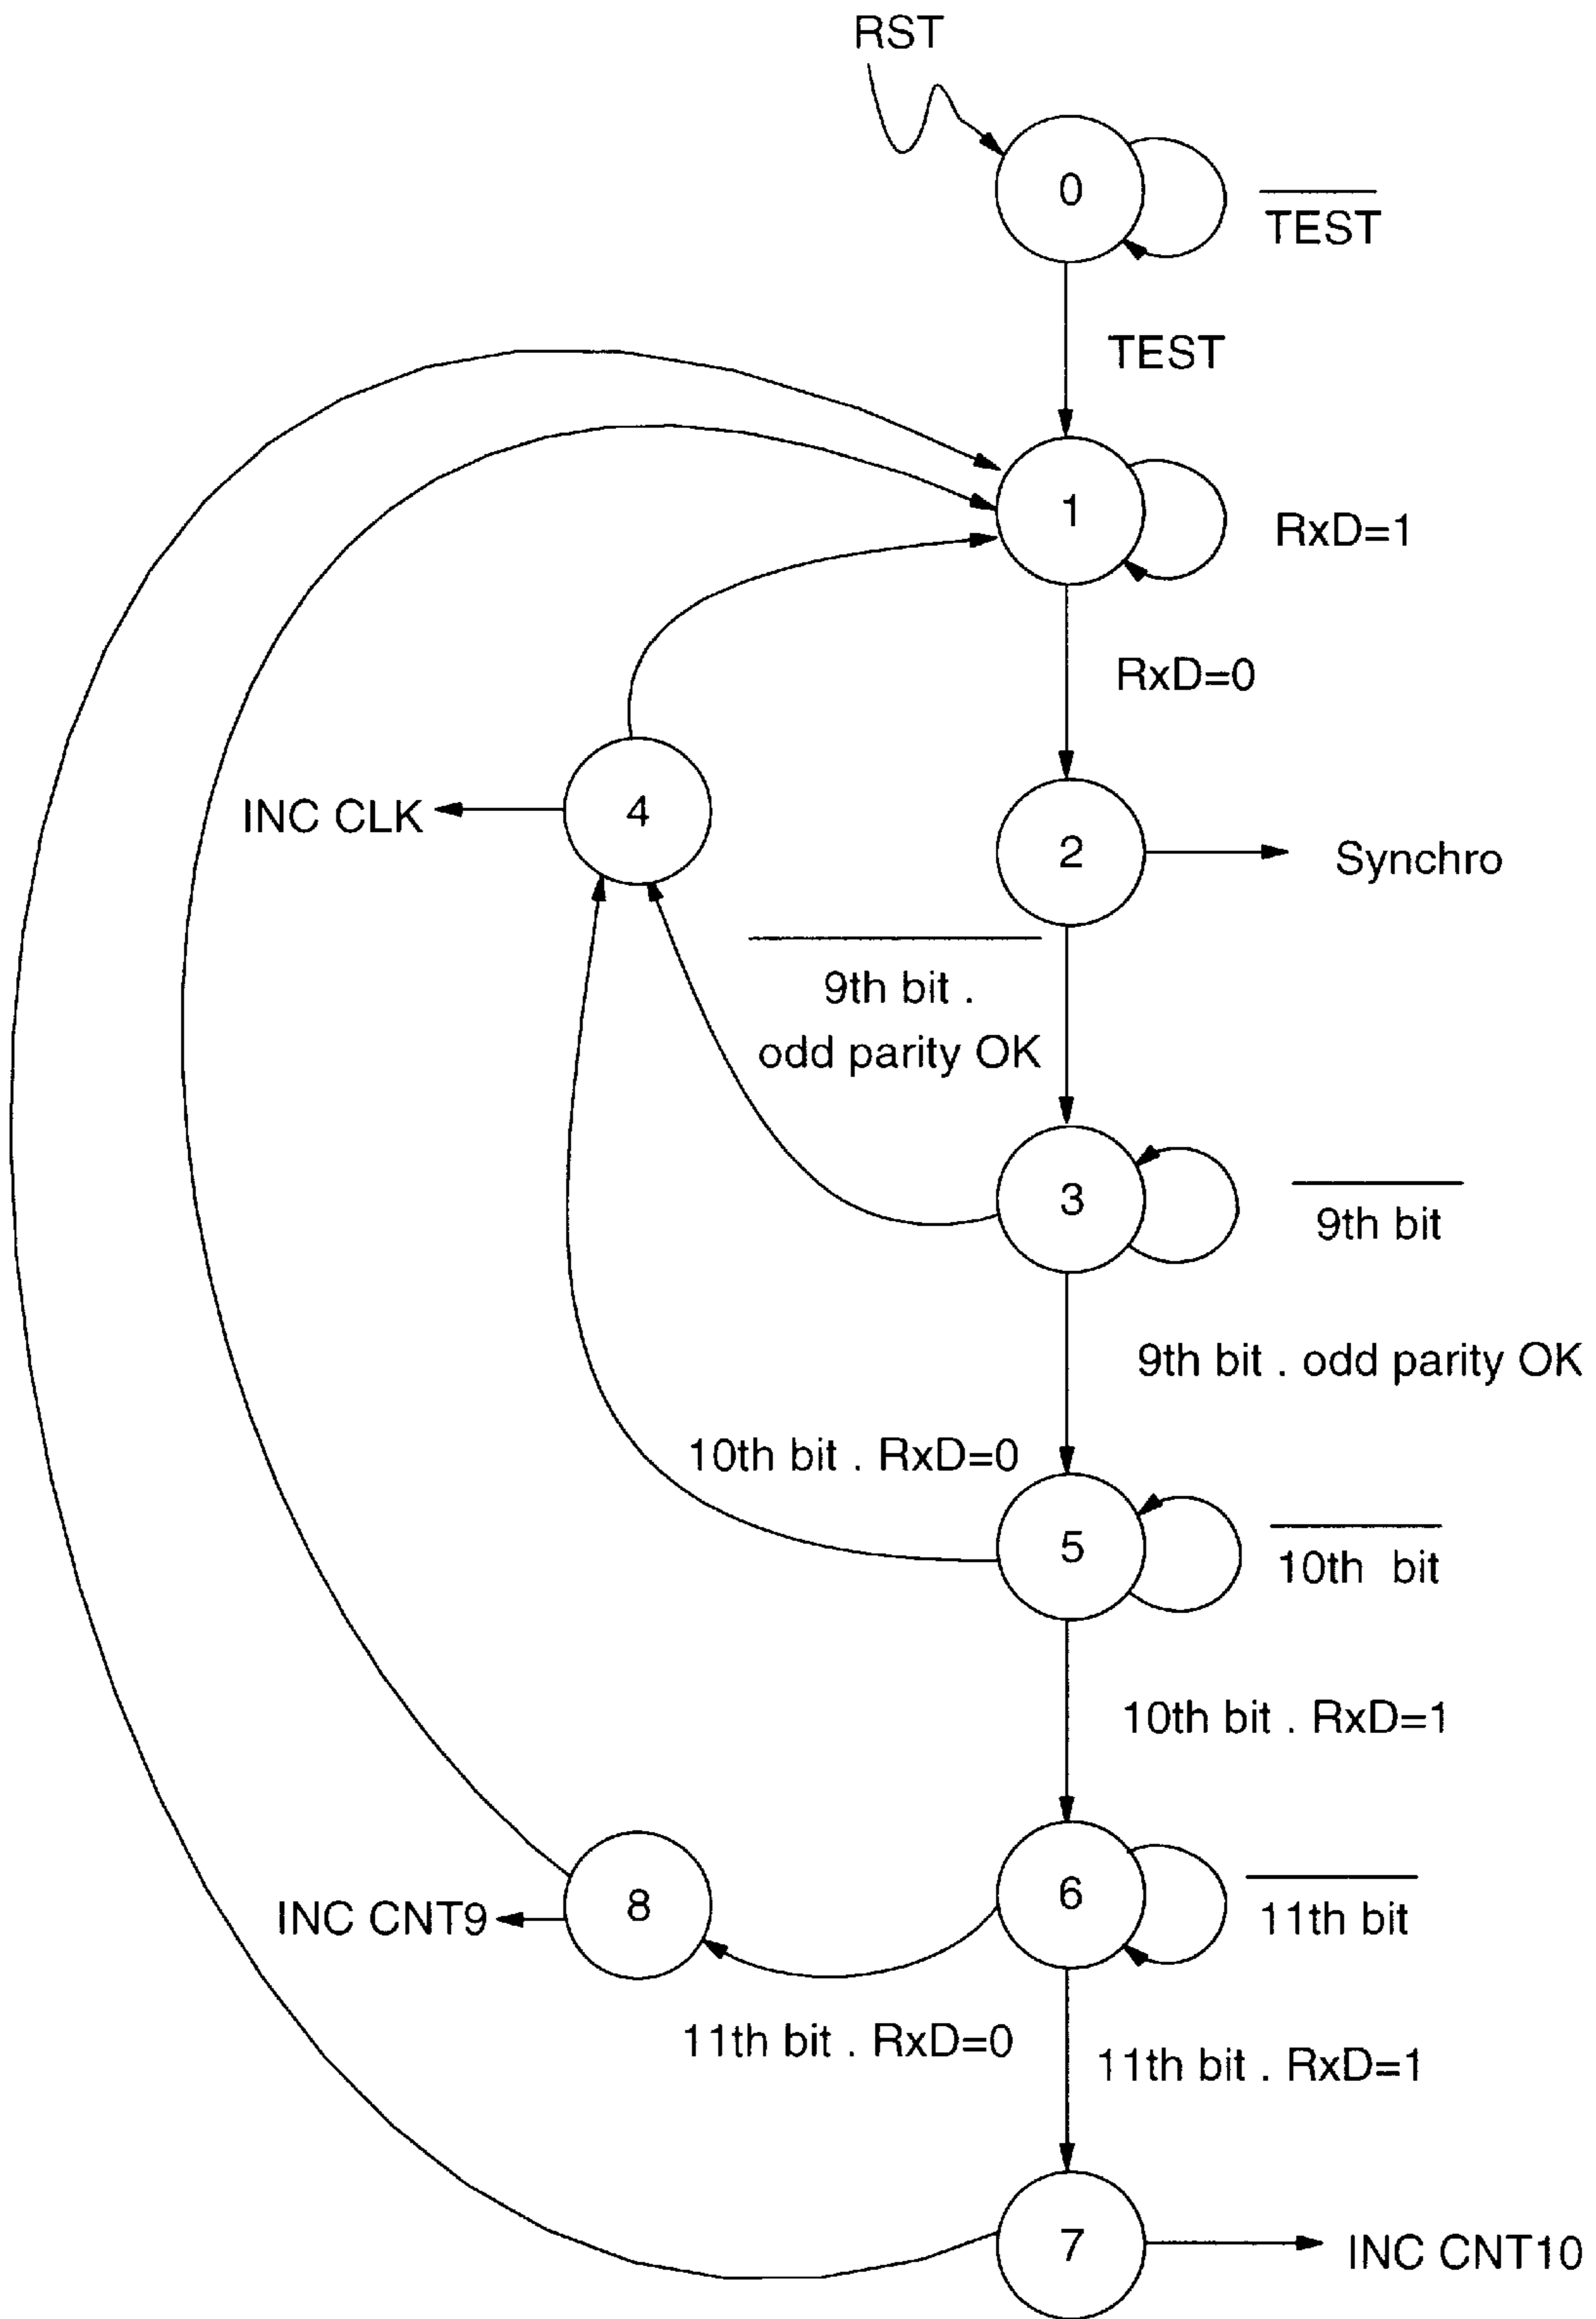 RST
0
TEST
TEST
1
RxD=1
RxD=0
INC CLK
4
2
Synchro
9th bit .
odd parity OK
3
9th bit
9th bit . odd parity OK
10th bit . RxD=0
5
10th bit
10th bit . RxD=1
INC CNT9
8
6
11th bit
11th bit . RxD=0
11th bit . RxD=1
7
INC CNT10